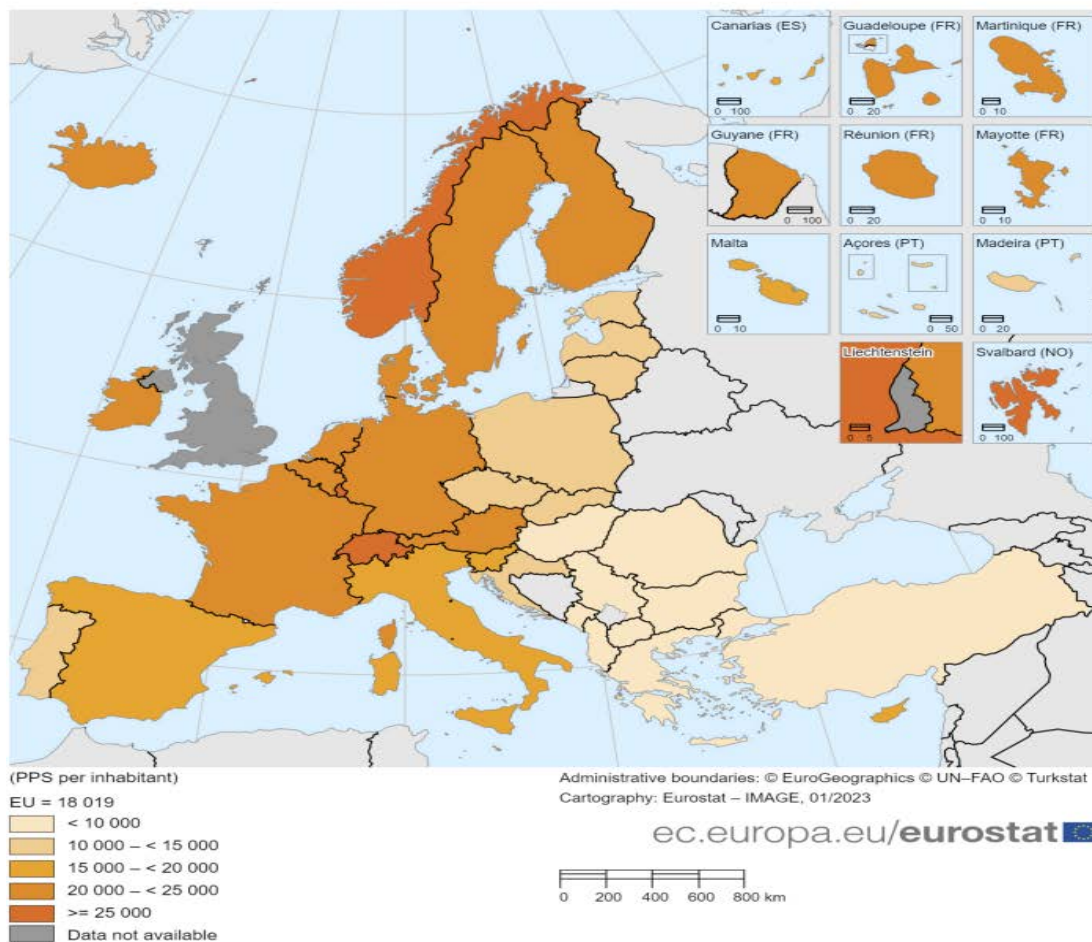 Canarias (ES)
0 100
Guadeloupe (FR)
0 20
Martinique (FR)
0 10
Guyane (FR)
0 100
Réunion (FR)
0 20
Mayotte (FR)
0 10
Malta
0 10
Açores (PT)
0 50
Madeira (PT)
0 20
Liechtenstein
0 5
Svalbard (NO)
0 100
(PPS per inhabitant)
EU = 18 019
< 10 000
10 000 – < 15 000
15 000 – < 20 000
20 000 – < 25 000
>= 25 000
Data not available
Administrative boundaries: © EuroGeographics © UN–FAO © Turkstat
Cartography: Eurostat – IMAGE, 01/2023
ec.europa.eu/eurostat
0 200 400 600 800 km